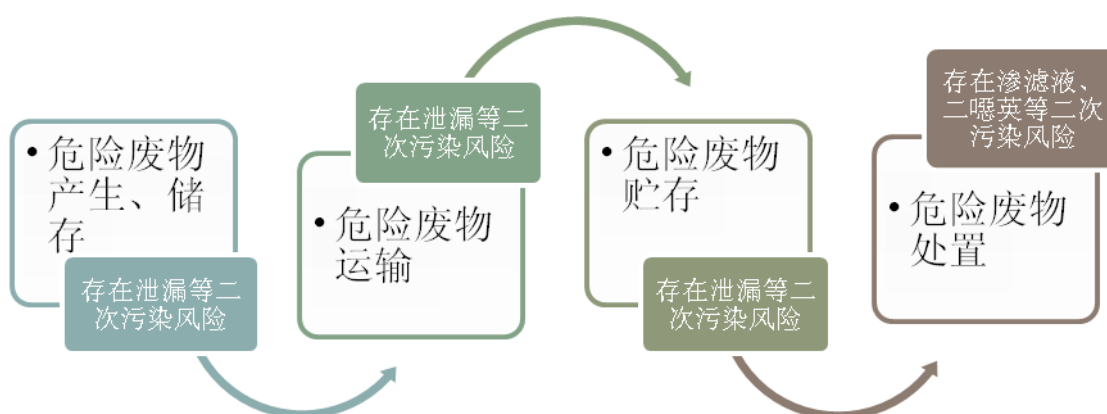 • 危险废物
产生、储
存
存在泄漏等二
次污染风险
存在泄漏等二
次污染风险
• 危险废物
运输
• 危险废物
贮存
存在泄漏等二
次污染风险
存在渗滤液、
二噁英等二次
污染风险
• 危险废物
处置